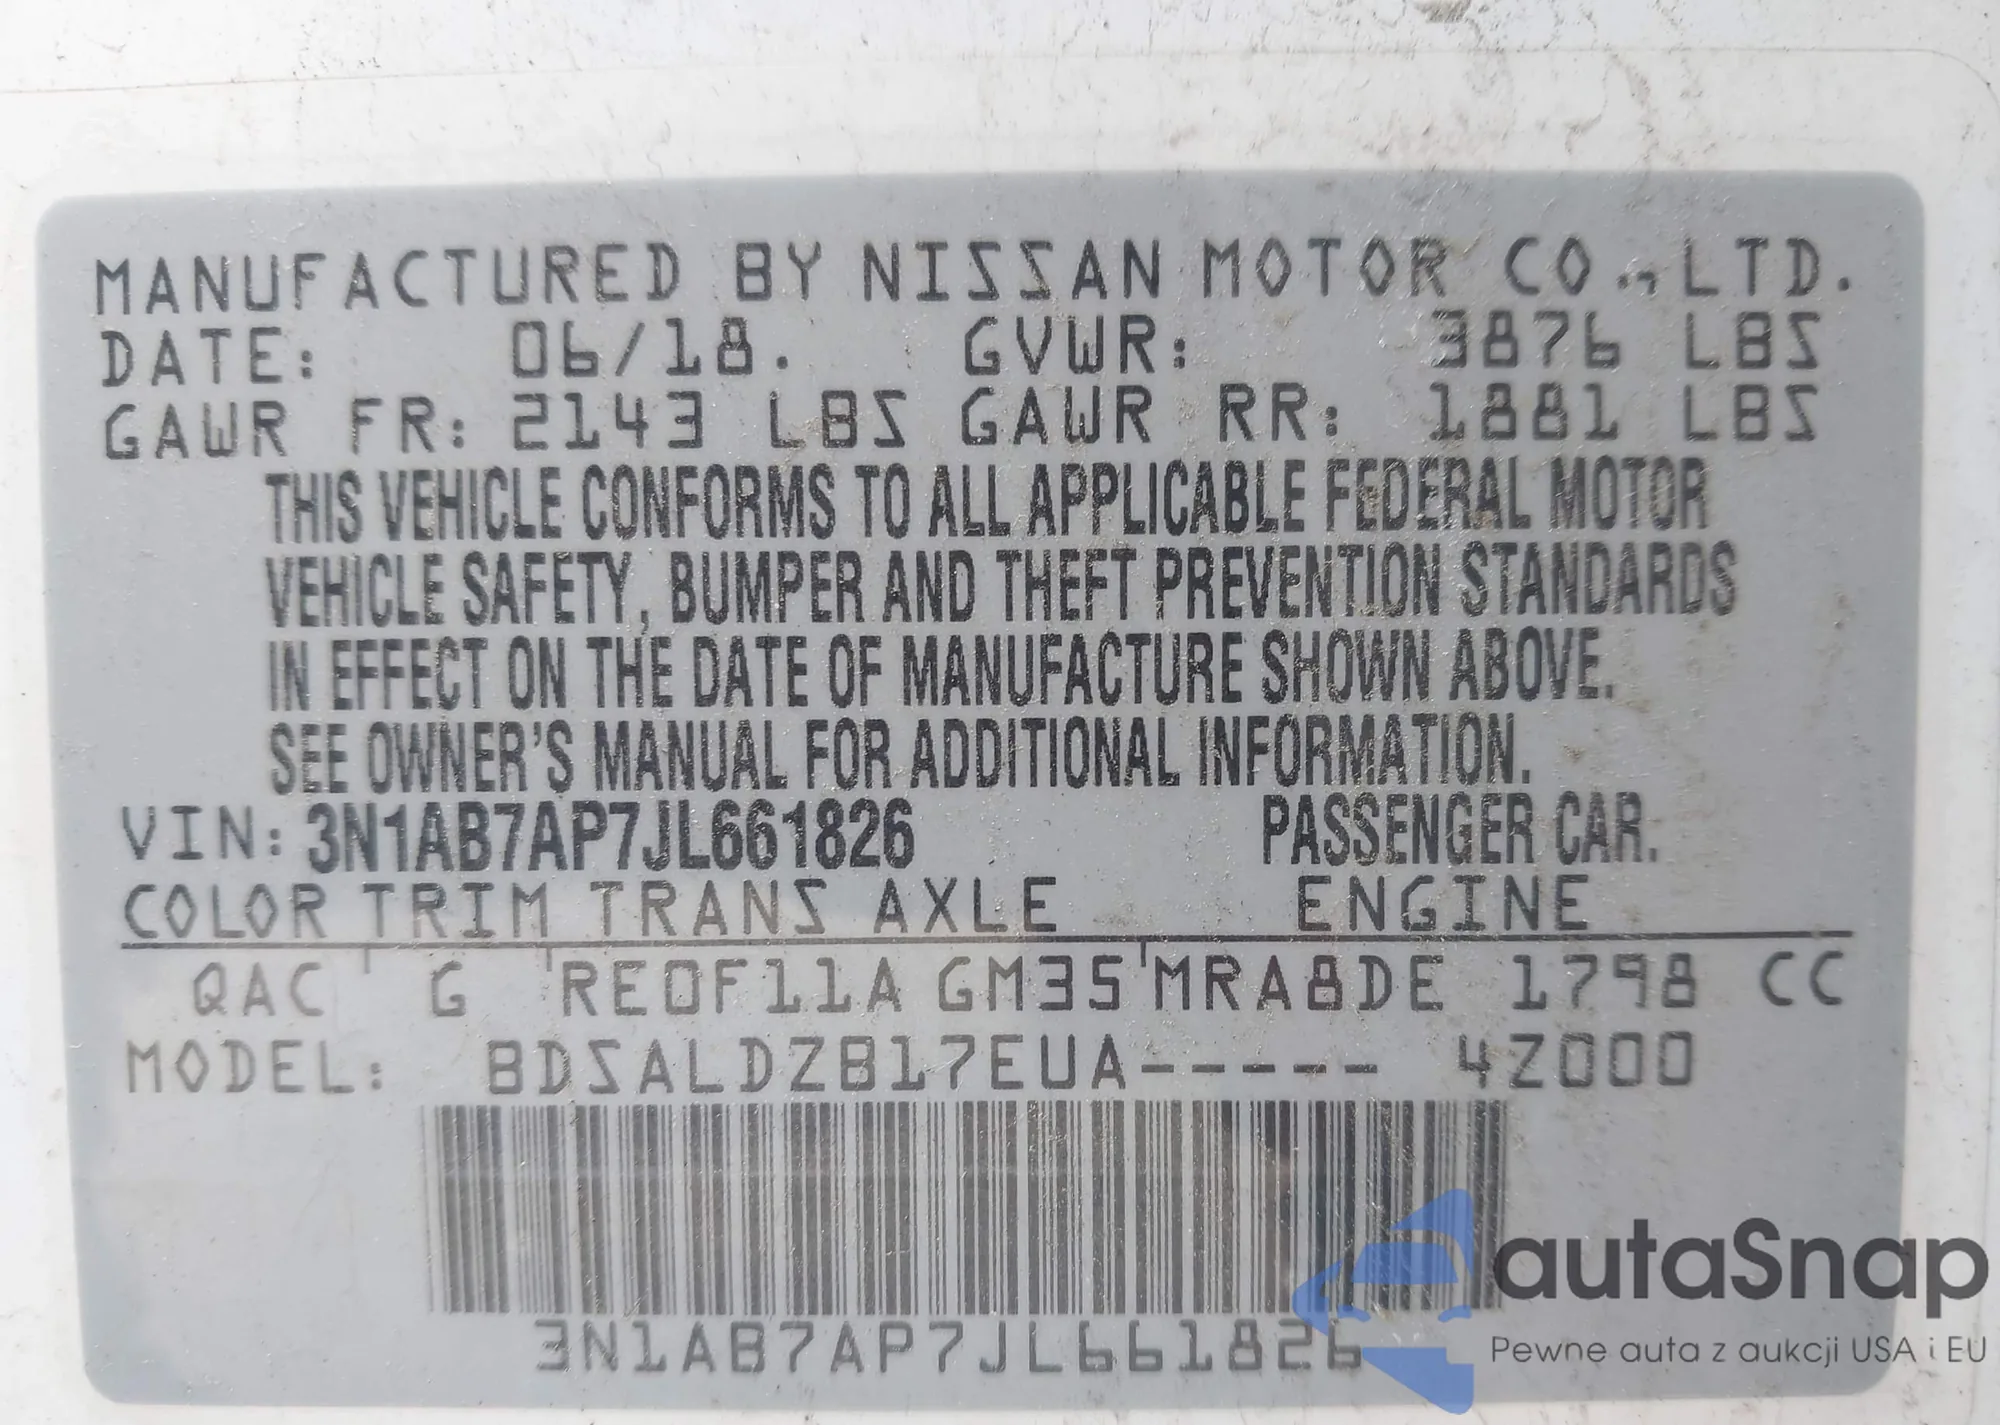 MANUFACTURED BY NISSAN MOTOR CO.,LTD.
DATE: 06/18. GVWR: 3876 LBS
GAWR FR: 2143 LBS GAWR RR: 1881 LBS
THIS VEHICLE CONFORMS TO ALL APPLICABLE FEDERAL MOTOR
VEHICLE SAFETY, BUMPER AND THEFT PREVENTION STANDARDS
IN EFFECT ON THE DATE OF MANUFACTURE SHOWN ABOVE.
SEE OWNER'S MANUAL FOR ADDITIONAL INFORMATION.
VIN: 3N1AB7AP7JL661826 PASSENGER CAR.
COLOR TRIM TRANS AXLE ENGINE
QAC G RE0F11A GM35 MRA8DE 1798 CC
MODEL: BDSALDZB17EUA----- 4Z000
3N1AB7AP7JL661826
autaSnap
Pewne auta z aukcji USA i EU